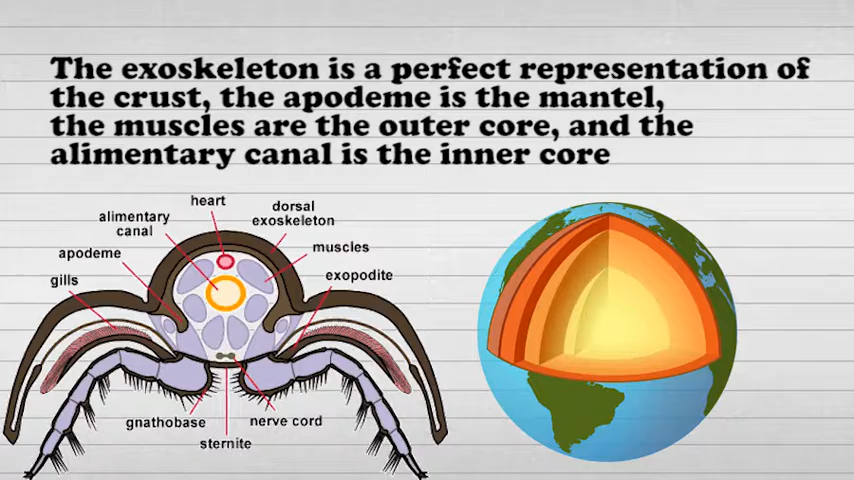 The exoskeleton is a perfect representation of
the crust, the apodeme is the mantel,
the muscles are the outer core, and the
alimentary canal is the inner core
heart
dorsal
exoskeleton
alimentary
canal
muscles
apodeme
exopodite
gills
gnathobase
nerve cord
sternite